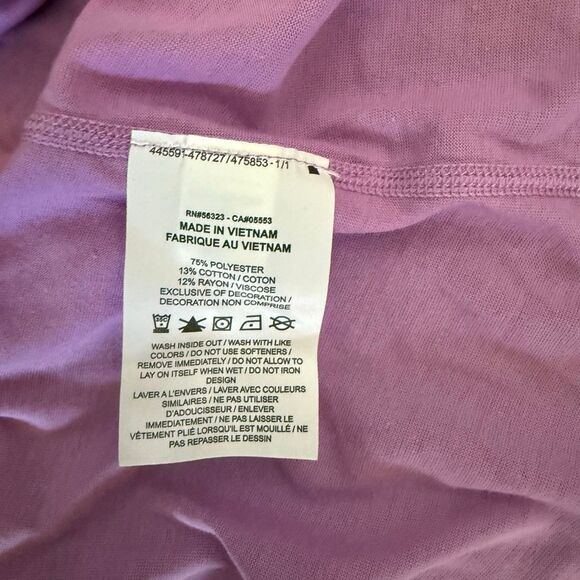 445591-478727/475853-1/1
RN#56323 - CA#05553
MADE IN VIETNAM
FABRIQUE AU VIETNAM
75% POLYESTER
13% COTTON / COTON
12% RAYON / VISCOSE
EXCLUSIVE OF DECORATION /
DECORATION NON COMPRISE
WASH INSIDE OUT / WASH WITH LIKE
COLORS / DO NOT USE SOFTENERS /
REMOVE IMMEDIATELY / DO NOT ALLOW TO
LAY ON ITSELF WHEN WET / DO NOT IRON
DESIGN
LAVER A L'ENVERS / LAVER AVEC COULEURS
SIMILAIRES / NE PAS UTILISER
D'ADOUCISSEUR / ENLEVER
IMMEDIATEMENT / NE PAS LAISSER LE
VÊTEMENT PLIÉ LORSQU'IL EST MOUILLÉ / NE
PAS REPASSER LE DESSIN